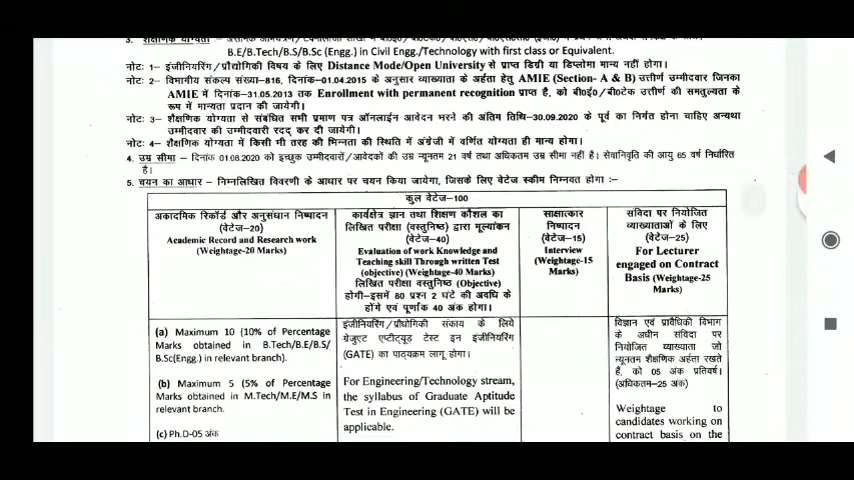 3. शैक्षणिक योग्यता –
B.E/B.Tech/B.S/B.Sc (Engg.) in Civil Engg./Technology with first class or Equivalent.
नोटः 1- इंजीनियरिंग/प्रौद्योगिकी विषय के लिए Distance Mode/Open University से प्राप्त डिग्री या डिप्लोमा मान्य नहीं होगा।
नोटः 2- विभागीय संकल्प संख्या-816, दिनांक-01.04.2015 के अनुसार व्याख्याता के अर्हता हेतु AMIE (Section- A & B) उत्तीर्ण उम्मीदवार जिनका
AMIE में दिनांक-31.05.2013 तक Enrollment with permanent recognition प्राप्त है, को बी०ई०/बी०टेक उत्तीर्ण की समतुल्यता के
रूप में मान्यता प्रदान की जायेगी।
नोटः 3- शैक्षणिक योग्यता से संबंधित सभी प्रमाण पत्र ऑनलाईन आवेदन भरने की अंतिम तिथि-30.09.2020 के पूर्व का निर्गत होना चाहिए अन्यथा
उम्मीदवार की उम्मीदवारी रदद् कर दी जायेगी।
नोटः 4- शैक्षणिक योग्यता में किसी भी तरह की भिन्नता की स्थिति में अंग्रेजी में वर्णित योग्यता ही मान्य होगा।
4. उम्र सीमा – दिनांक 01.08.2020 को इच्छुक उम्मीदवारों/आवेदकों की उम्र न्यूनतम 21 वर्ष तथा अधिकतम उम्र सीमा नहीं है। सेवानिवृति की आयु 65 वर्ष निर्धारित
है।
5. चयन का आधार – निम्नलिखित विवरणी के आधार पर चयन किया जायेगा, जिसके लिए वेटेज स्कीम निम्नवत होगा :–
कुल वेटेज-100
अकादमिक रिकॉर्ड और अनुसंधान निष्पादन
(वेटेज-20)
Academic Record and Research work
(Weightage-20 Marks)
कार्यक्षेत्र ज्ञान तथा शिक्षण कौशल का
लिखित परीक्षा (वस्तुनिष्ठ) द्वारा मूल्यांकन
(वेटेज-40)
Evaluation of work Knowledge and
Teaching skill Through written Test
(objective) (Weightage-40 Marks)
लिखित परीक्षा वस्तुनिष्ठ (Objective)
होगी-इसमें 80 प्रश्न 2 घंटे की अवधि के
होंगे एवं पूर्णांक 40 अंक होगा।
साक्षात्कार
निष्पादन
(वेटेज-15)
Interview
(Weightage-15
Marks)
संविदा पर नियोजित
व्याख्याताओं के लिए
(वेटेज-25)
For Lecturer
engaged on Contract
Basis (Weightage-25
Marks)
(a) Maximum 10 (10% of Percentage
Marks obtained in B.Tech/B.E/B.S/
B.Sc(Engg.) in relevant branch).
(b) Maximum 5 (5% of Percentage
Marks obtained in M.Tech/M.E/M.S in
relevant branch.
(c) Ph.D-05 अंक
इंजीनियरिंग/प्रौधोगिकी संकाय के लिये
ग्रेजुएट एप्टीट्यूड टेस्ट इन इंजीनियरिंग
(GATE) का पाठ्यक्रम लागू होगा।
For Engineering/Technology stream,
the syllabus of Graduate Aptitude
Test in Engineering (GATE) will be
applicable.
विज्ञान एवं प्रावैधिकी विभाग
के अधीन संविदा पर
नियोजित व्याख्याता जो
न्यूनतम शैक्षणिक अर्हता रखते
हैं, को 05 अंक प्रतिवर्ष।
(अधिकतम-25 अंक)
Weightage to
candidates working on
contract basis on the